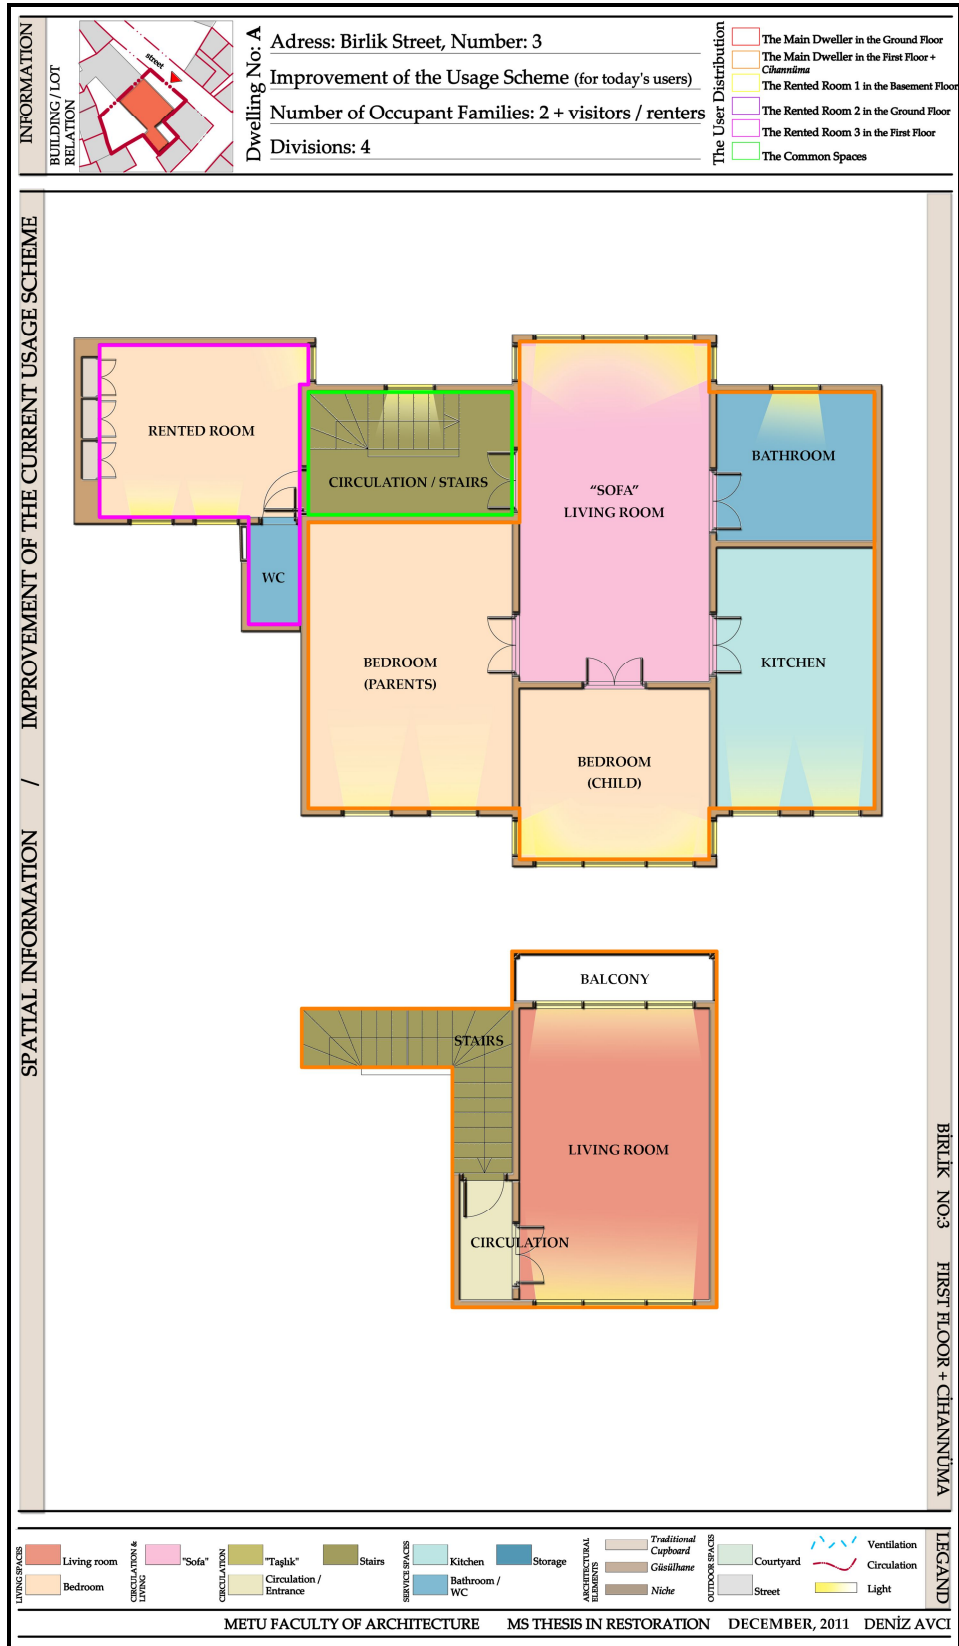 INFORMATION
BUILDING / LOT
RELATION
street
Dwelling No: A
Adress: Birlik Street, Number: 3
Improvement of the Usage Scheme (for today's users)
Number of Occupant Families: 2 + visitors / renters
Divisions: 4
The User Distribution
The Main Dweller in the Ground Floor
The Main Dweller in the First Floor +
Cihannüma
The Rented Room 1 in the Basement Floor
The Rented Room 2 in the Ground Floor
The Rented Room 3 in the First Floor
The Common Spaces
SPATIAL INFORMATION / IMPROVEMENT OF THE CURRENT USAGE SCHEME
RENTED ROOM
CIRCULATION / STAIRS
"SOFA"
LIVING ROOM
BATHROOM
WC
BEDROOM
(PARENTS)
KITCHEN
BEDROOM
(CHILD)
BALCONY
STAIRS
LIVING ROOM
CIRCULATION
BİRLİK NO:3 FIRST FLOOR + CİHANNÜMA
LIVING SPACES
Living room
Bedroom
CIRCULATION &
LIVING
"Sofa"
CIRCULATION
"Taşlık"
Stairs
Circulation /
Entrance
SERVICE SPACES
Kitchen
Storage
Bathroom /
WC
ARCHITECTURAL
ELEMENTS
Traditional
Cupboard
Güsülhane
Niche
OUTDOOR SPACES
Courtyard
Street
Ventilation
Circulation
Light
LEGAND
METU FACULTY OF ARCHITECTURE MS THESIS IN RESTORATION DECEMBER, 2011 DENİZ AVCI